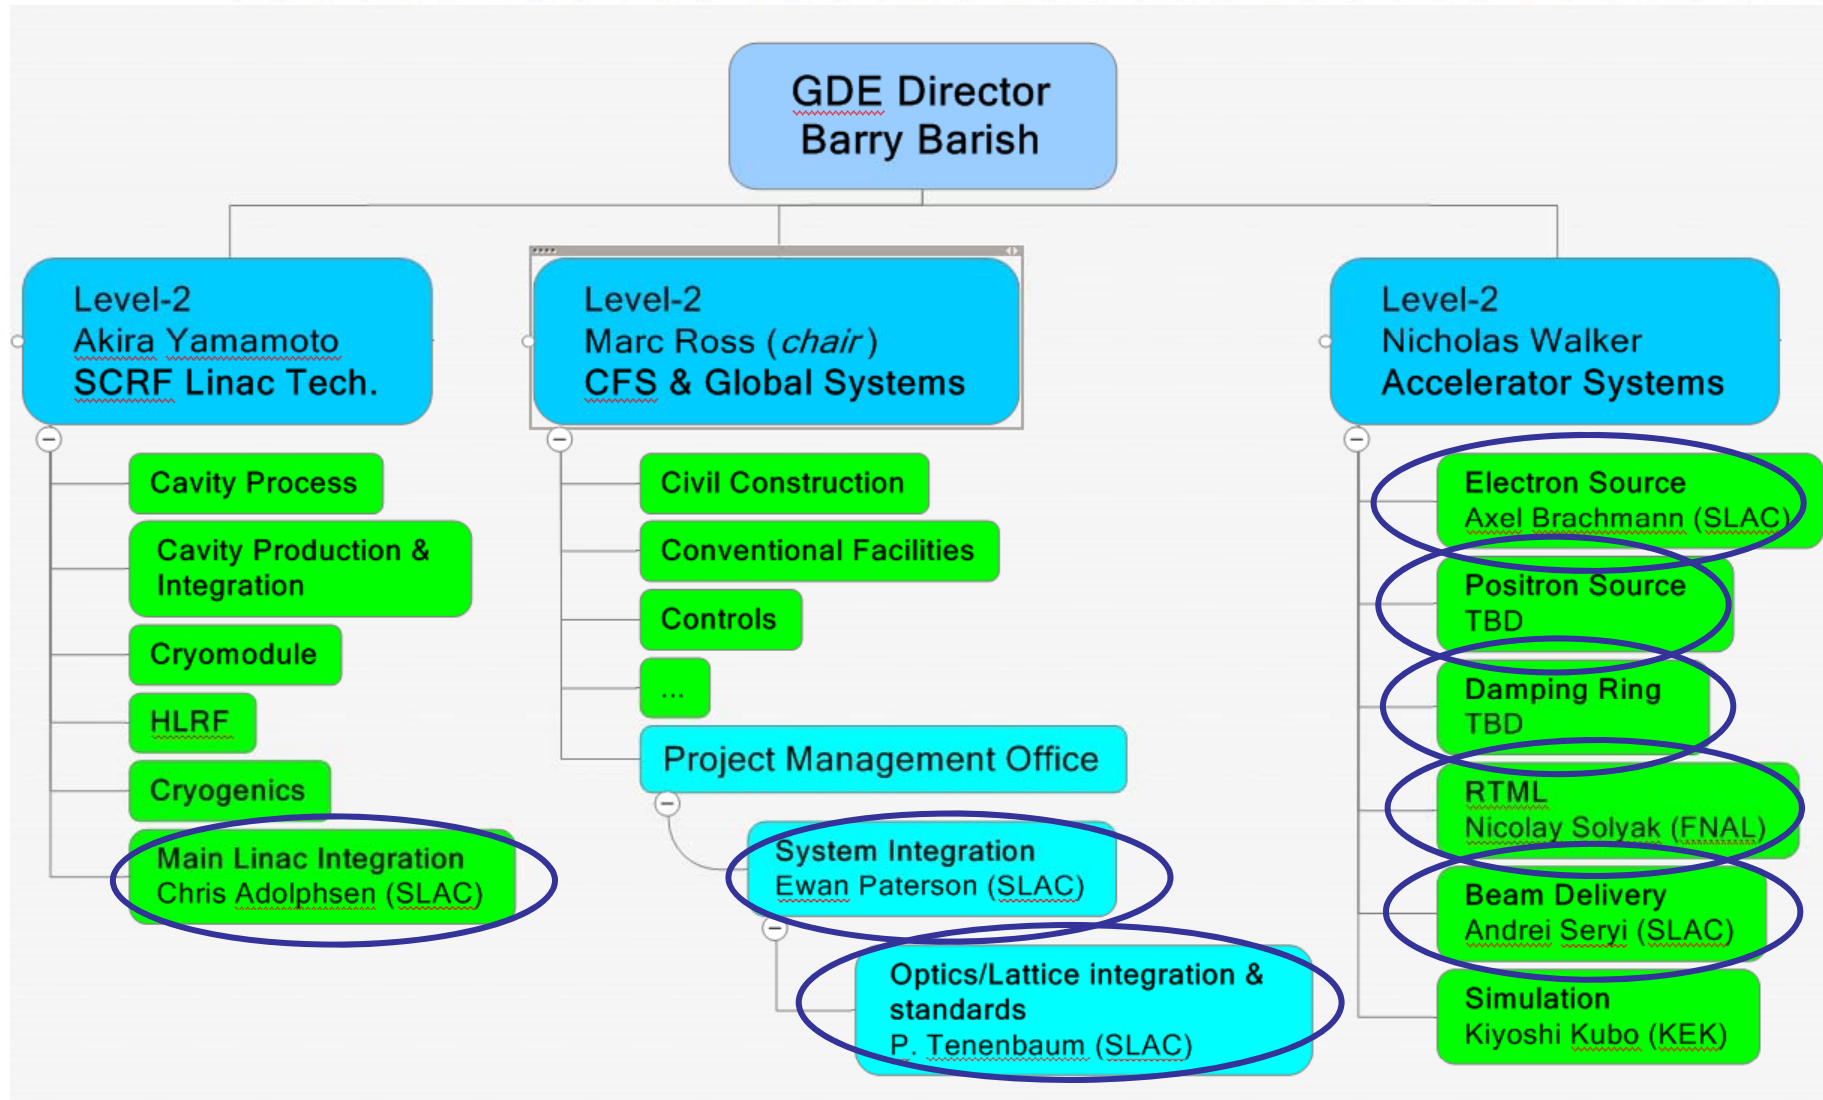 GDE Director
Barry Barish
Level-2
Akira Yamamoto
SCRF Linac Tech.
Cavity Process
Cavity Production &
Integration
Cryomodule
HLRF
Cryogenics
Main Linac Integration
Chris Adolphsen (SLAC)
Level-2
Marc Ross (chair)
CFS & Global Systems
Civil Construction
Conventional Facilities
Controls
...
Project Management Office
System Integration
Ewan Paterson (SLAC)
Optics/Lattice integration &
standards
P. Tenenbaum (SLAC)
Level-2
Nicholas Walker
Accelerator Systems
Electron Source
Axel Brachmann (SLAC)
Positron Source
TBD
Damping Ring
TBD
RTML
Nicolay Solyak (FNAL)
Beam Delivery
Andrei Seryi (SLAC)
Simulation
Kiyoshi Kubo (KEK)